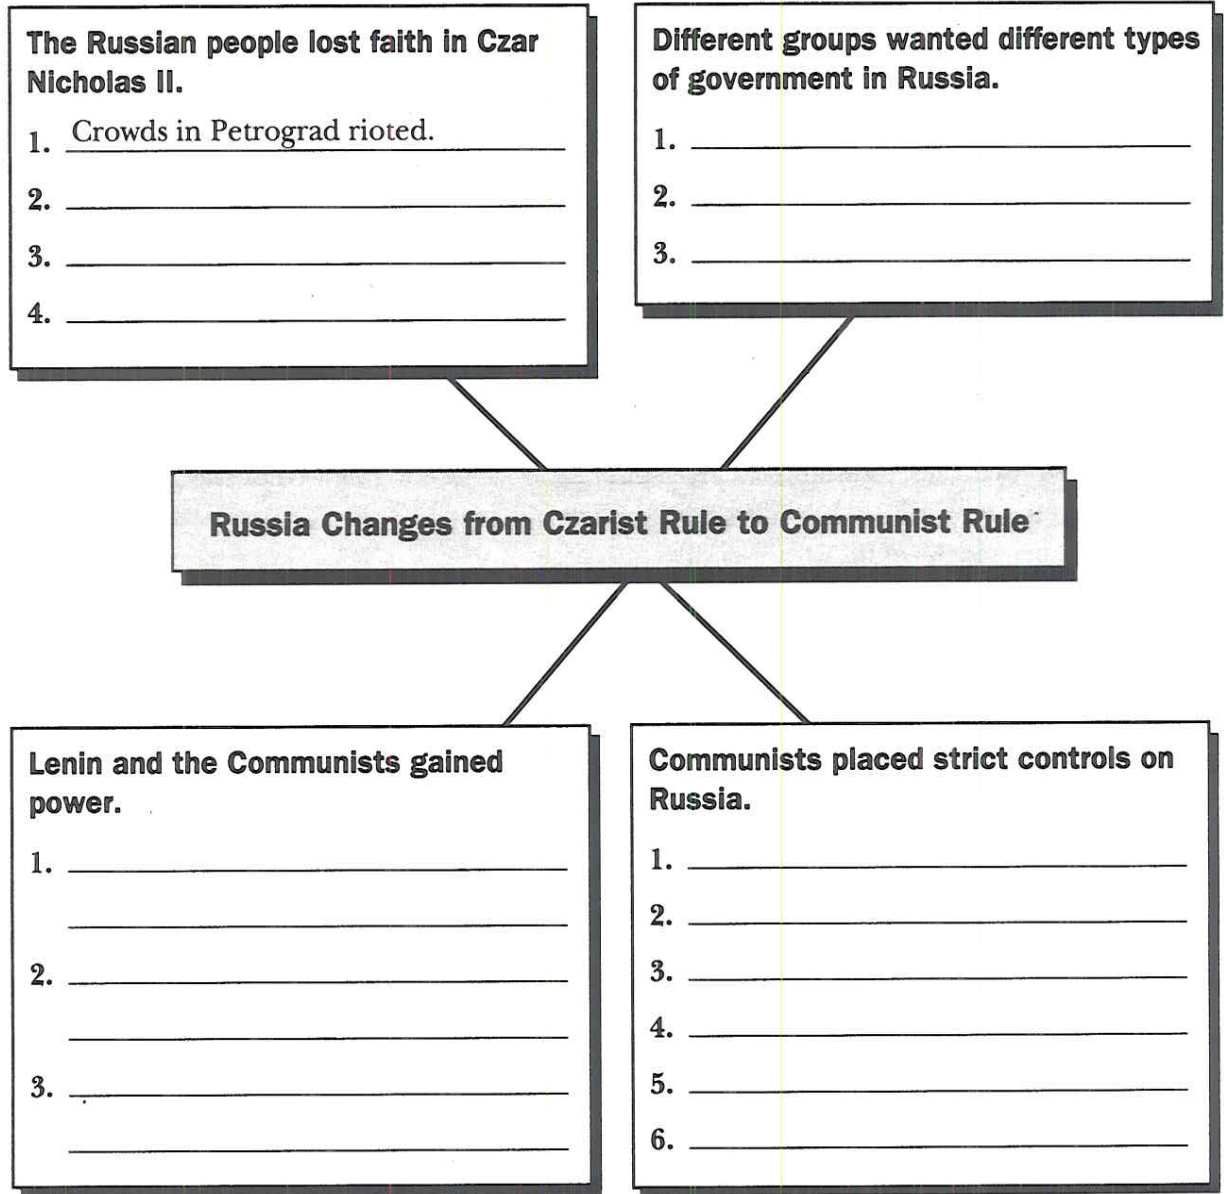 The Russian people lost faith in Czar
Nicholas II.
1. Crowds in Petrograd rioted.
2.
3.
4.
Different groups wanted different types
of government in Russia.
1.
2.
3.
Russia Changes from Czarist Rule to Communist Rule
Lenin and the Communists gained
power.
1.
2.
3.
Communists placed strict controls on
Russia.
1.
2.
3.
4.
5.
6.